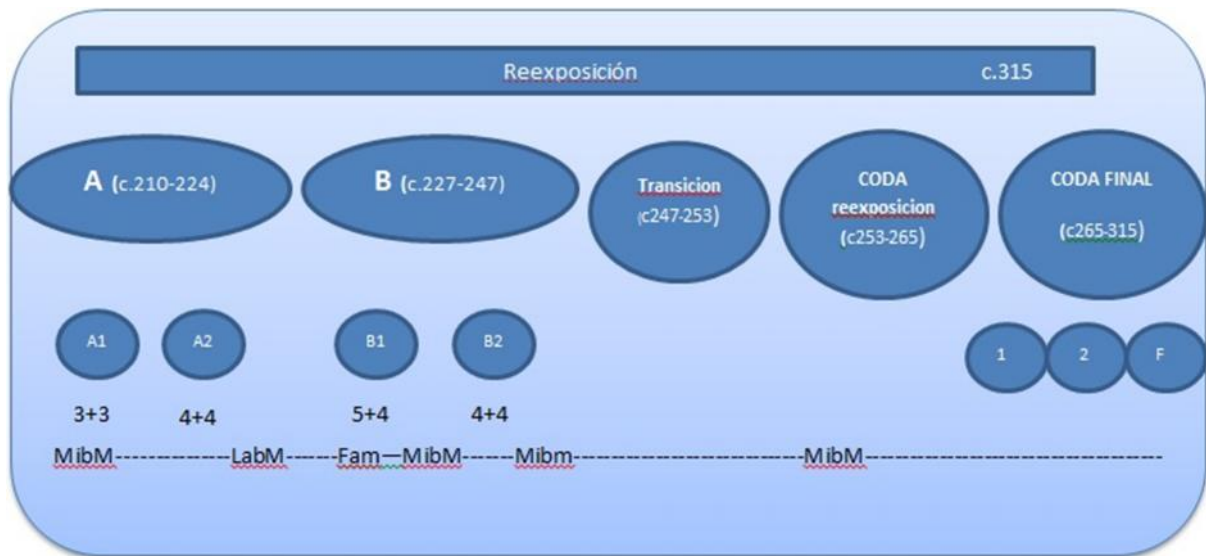 Reexposición c.315
A (c.210-224)
B (c.227-247)
Transicion
(c247-253)
CODA
reexposicion
(c253-265)
CODA FINAL
(c265-315)
A1
A2
B1
B2
1
2
F
3+3
4+4
5+4
4+4
MibM-----------------LabM-------Fam—MibM-------Mibm-------------------------------MibM----------------------------------------